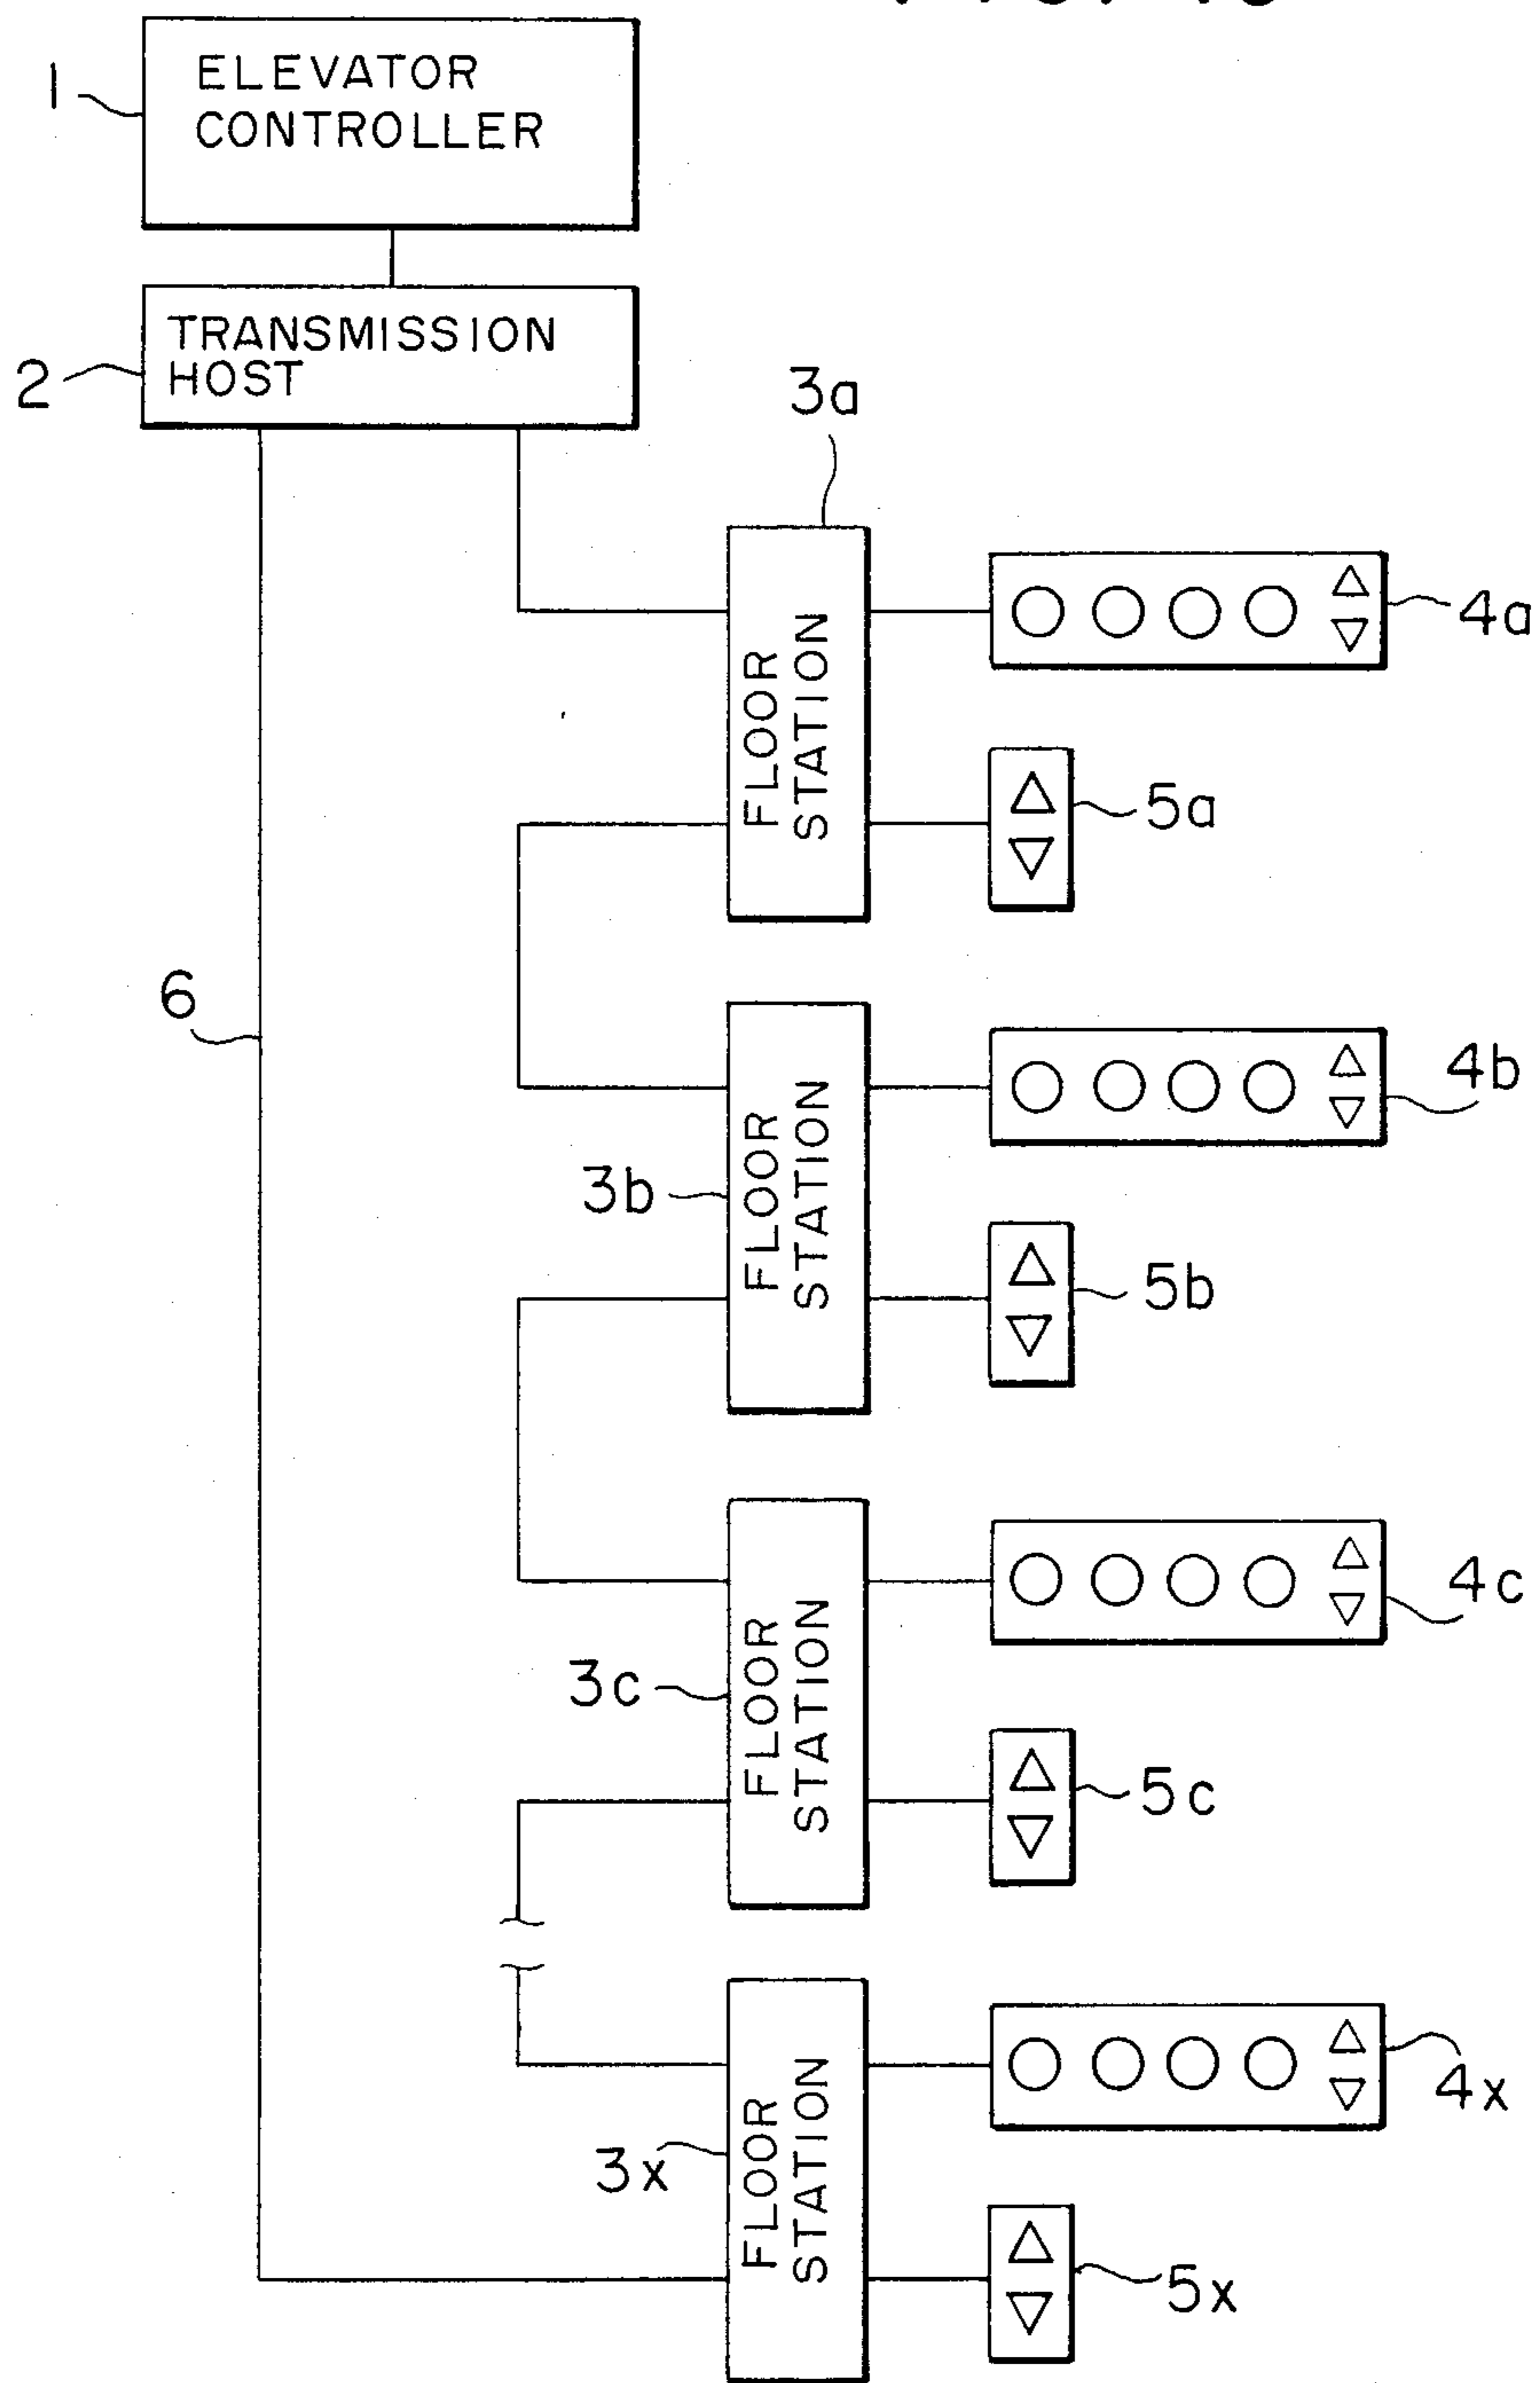 1
ELEVATOR
CONTROLLER
2
TRANSMISSION
HOST
3a
FLOOR
STATION
4a
5a
6
3b
FLOOR
STATION
4b
5b
3c
FLOOR
STATION
4c
5c
3x
FLOOR
STATION
4x
5x